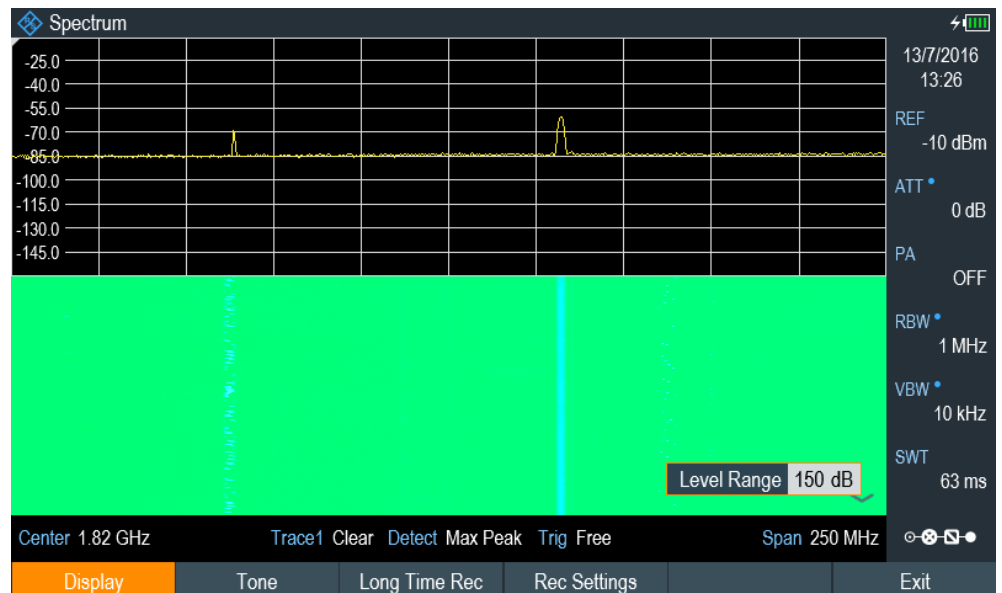 Spectrum
13/7/2016
13:26
-25.0
-40.0
-55.0
-70.0
-85.0
-100.0
-115.0
-130.0
-145.0
REF
-10 dBm
ATT
0 dB
PA
OFF
RBW
1 MHz
VBW
10 kHz
SWT
63 ms
Level Range 150 dB
Center 1.82 GHz Trace1 Clear Detect Max Peak Trig Free Span 250 MHz
Display Tone Long Time Rec Rec Settings Exit